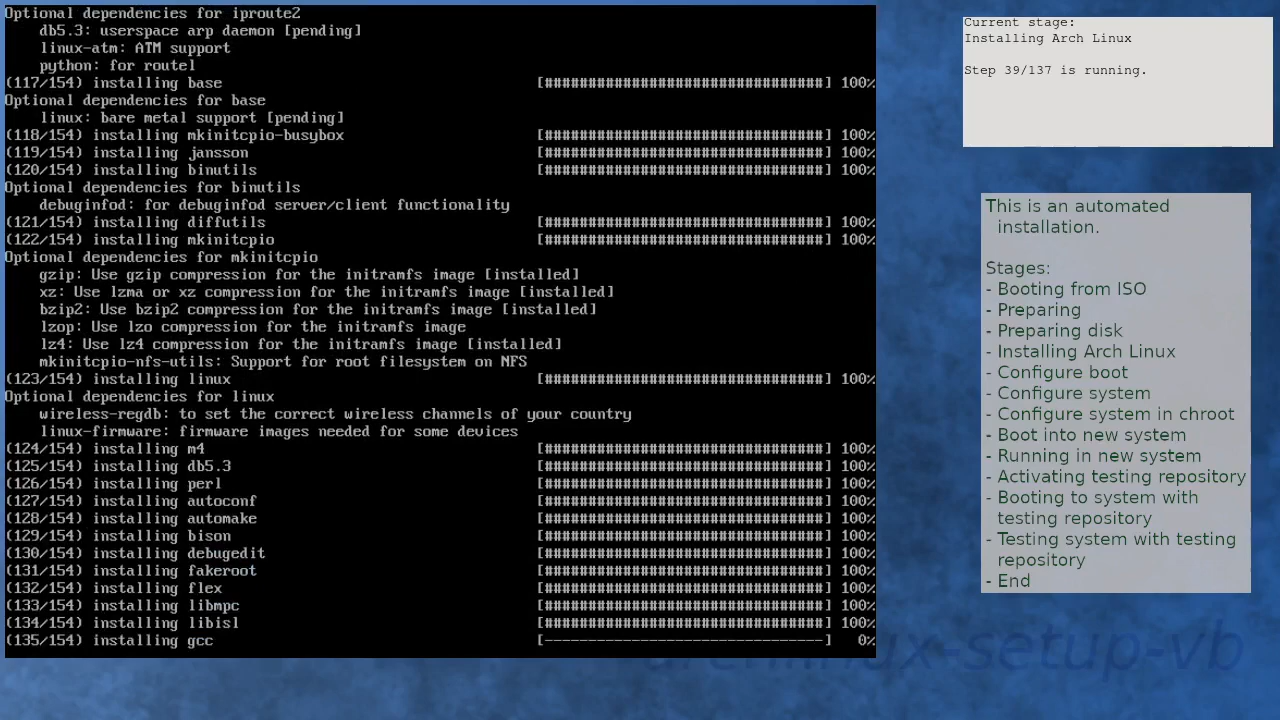 Optional dependencies for iproute2
db5.3: userspace arp daemon [pending]
linux-atm: ATM support
python: for routel
(117/154) installing base [################################] 100%
Optional dependencies for base
linux: bare metal support [pending]
(118/154) installing mkinitcpio-busybox [################################] 100%
(119/154) installing jansson [################################] 100%
(120/154) installing binutils [################################] 100%
Optional dependencies for binutils
debuginfod: for debuginfod server/client functionality
(121/154) installing diffutils [################################] 100%
(122/154) installing mkinitcpio [################################] 100%
Optional dependencies for mkinitcpio
gzip: Use gzip compression for the initramfs image [installed]
xz: Use lzma or xz compression for the initramfs image [installed]
bzip2: Use bzip2 compression for the initramfs image [installed]
lzop: Use lzo compression for the initramfs image
lz4: Use lz4 compression for the initramfs image [installed]
mkinitcpio-nfs-utils: Support for root filesystem on NFS
(123/154) installing linux [################################] 100%
Optional dependencies for linux
wireless-regdb: to set the correct wireless channels of your country
linux-firmware: firmware images needed for some devices
(124/154) installing m4 [################################] 100%
(125/154) installing db5.3 [################################] 100%
(126/154) installing perl [################################] 100%
(127/154) installing autoconf [################################] 100%
(128/154) installing automake [################################] 100%
(129/154) installing bison [################################] 100%
(130/154) installing debugedit [################################] 100%
(131/154) installing fakeroot [################################] 100%
(132/154) installing flex [################################] 100%
(133/154) installing libmpc [################################] 100%
(134/154) installing libisl [################################] 100%
(135/154) installing gcc [--------------------------------] 0%
Current stage:
Installing Arch Linux
Step 39/137 is running.
This is an automated
installation.
Stages:
- Booting from ISO
- Preparing
- Preparing disk
- Installing Arch Linux
- Configure boot
- Configure system
- Configure system in chroot
- Boot into new system
- Running in new system
- Activating testing repository
- Booting to system with
testing repository
- Testing system with testing
repository
- End
archlinux-setup-vb